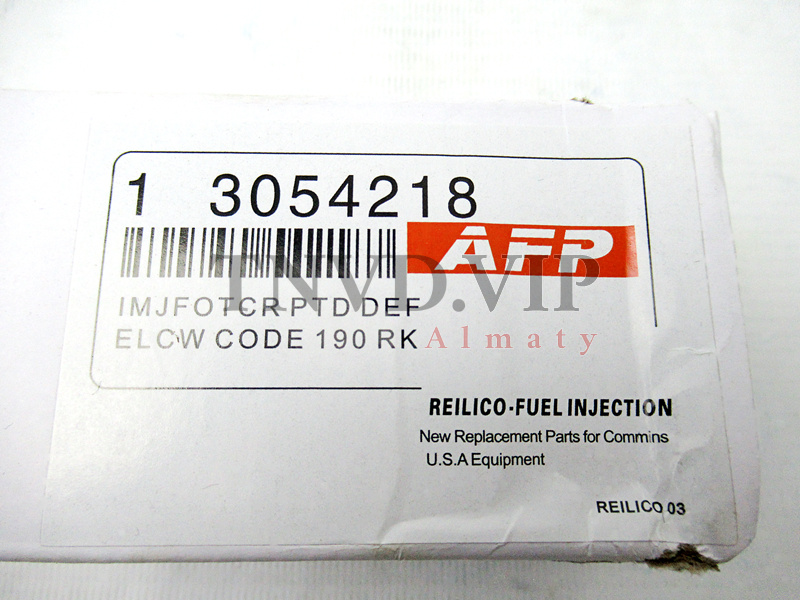 1 3054218
AFP
TNVD.VIP
IMJFOTCR-PTD DEF
ELCW CODE 190 RK
Almaty
REILICO-FUEL INJECTION
New Replacement Parts for Commins
U.S.A Equipment
REILICO 03